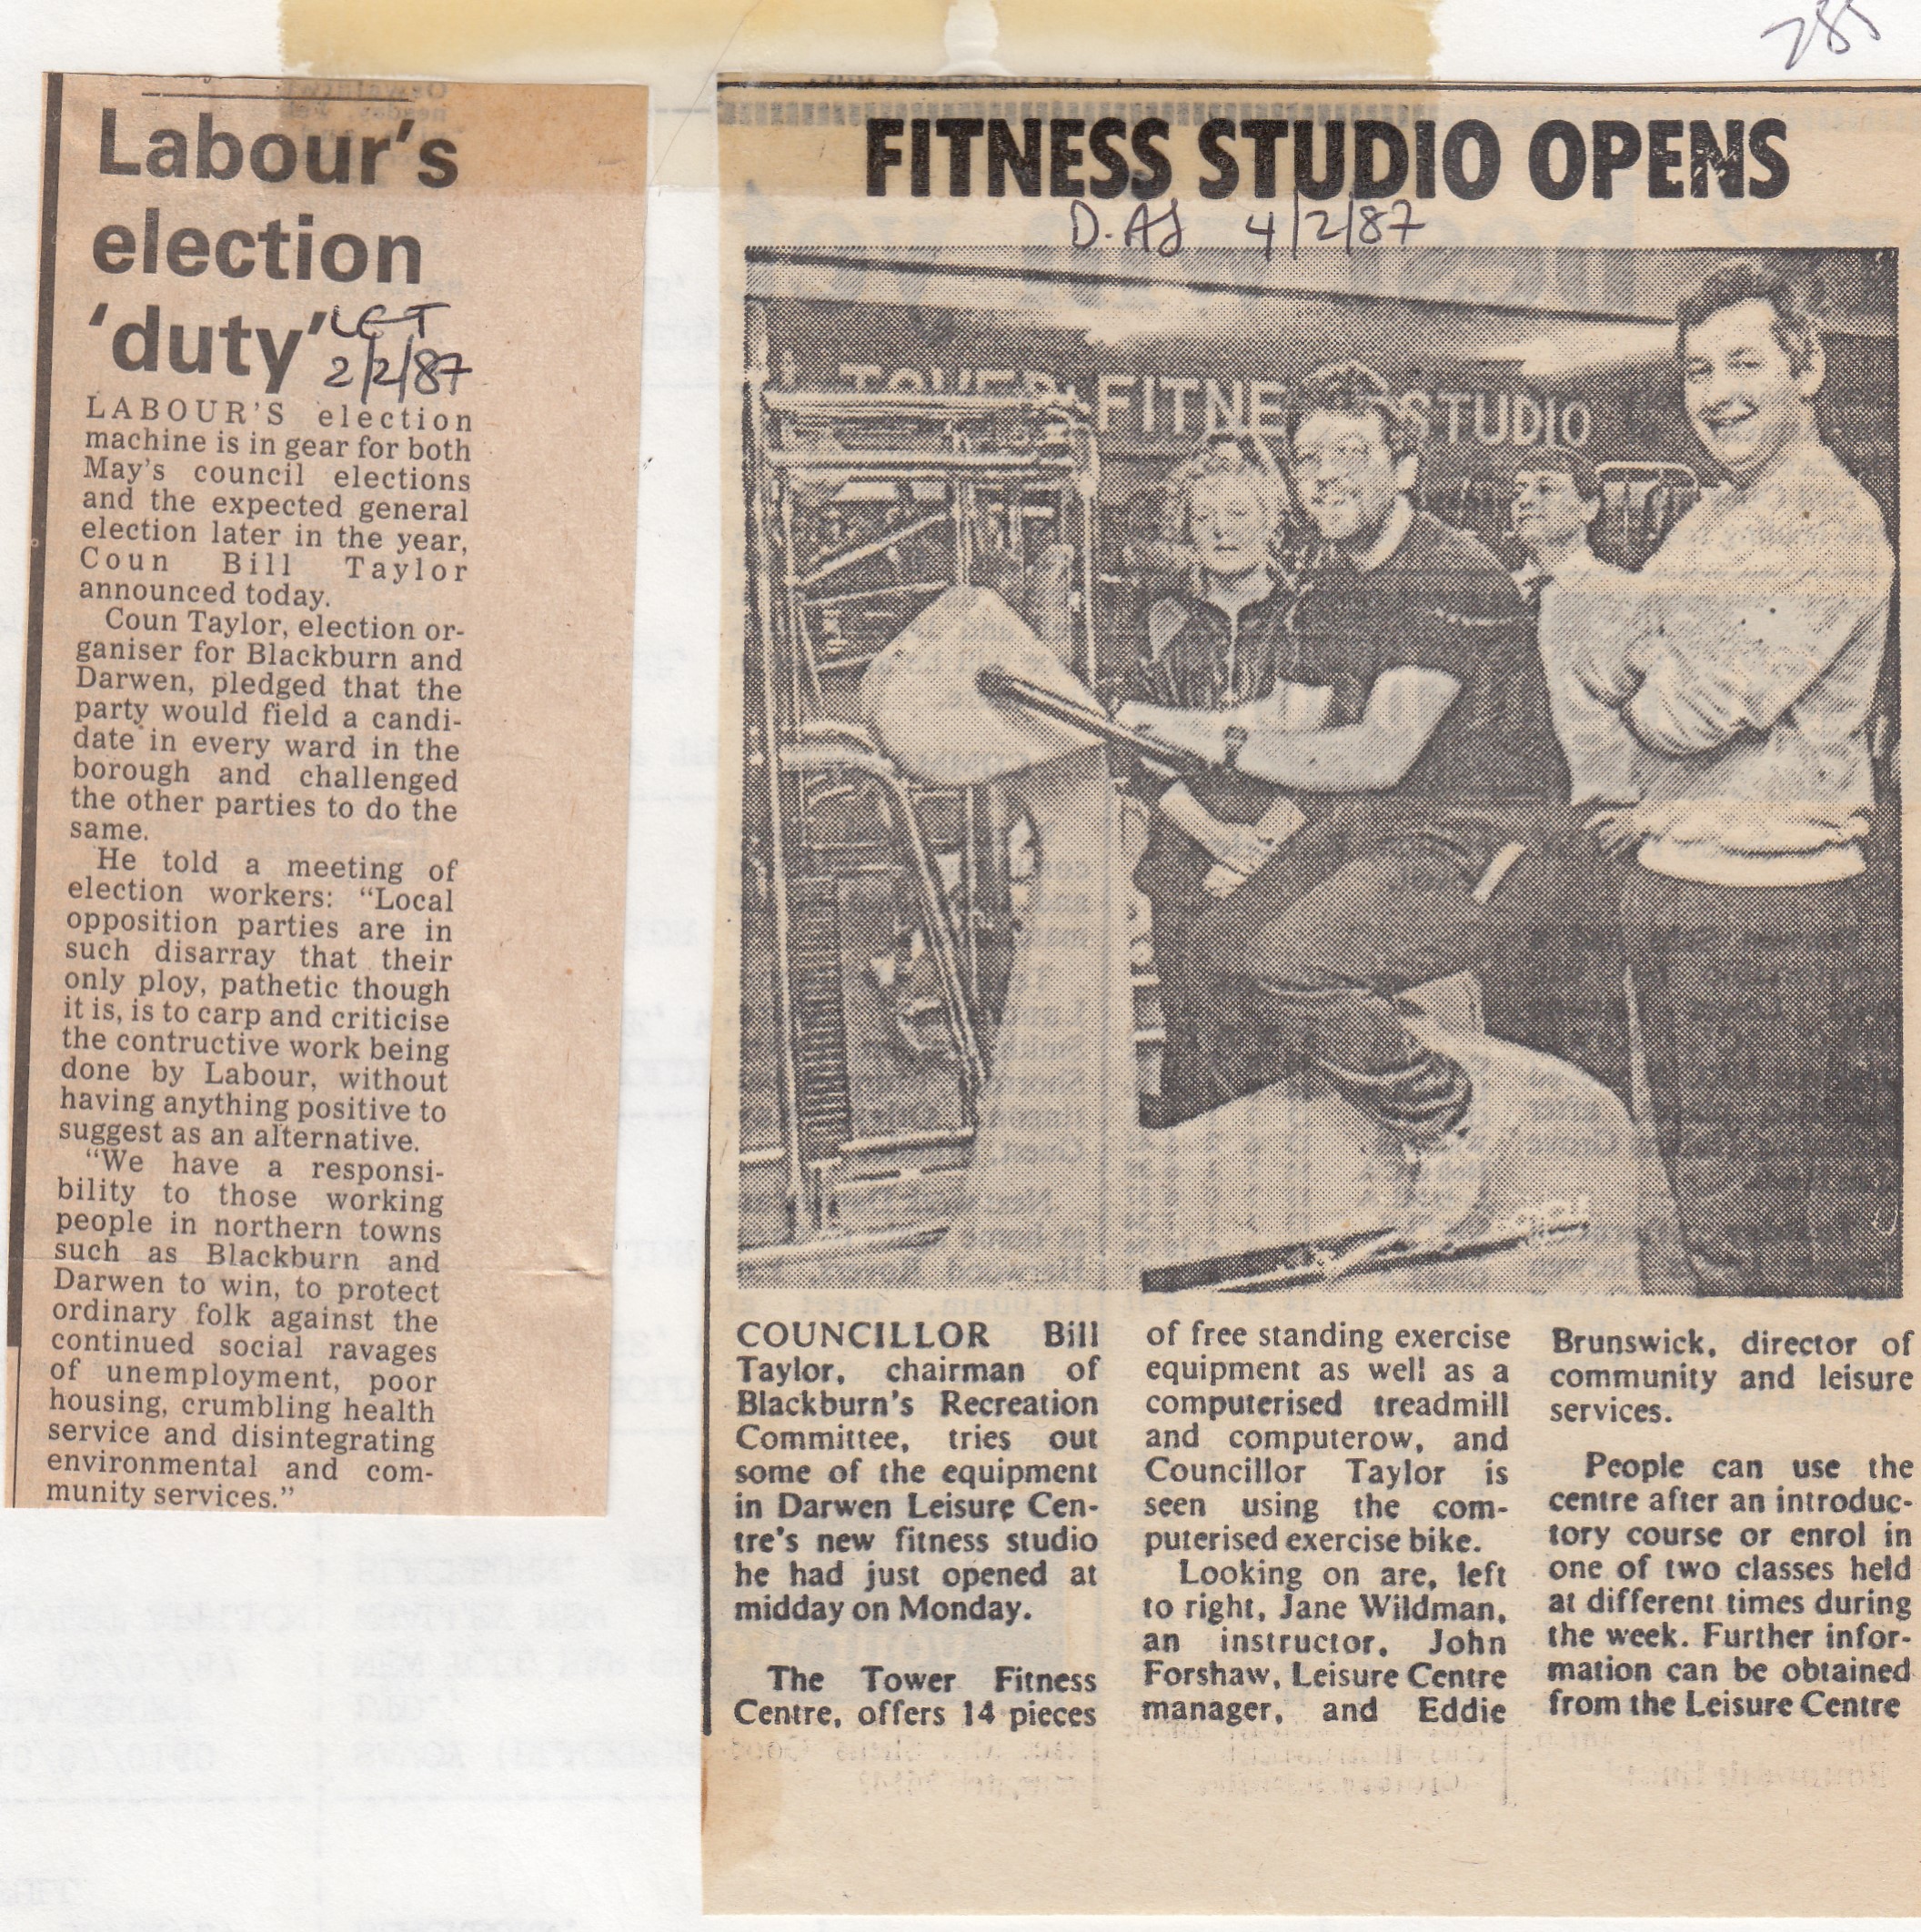 285
Labour's
election
'duty'
LET
2/2/87
LABOUR'S election
machine is in gear for both
May's council elections
and the expected general
election later in the year,
Coun Bill Taylor
announced today.
Coun Taylor, election or-
ganiser for Blackburn and
Darwen, pledged that the
party would field a candi-
date in every ward in the
borough and challenged
the other parties to do the
same.
He told a meeting of
election workers: "Local
opposition parties are in
such disarray that their
only ploy, pathetic though
it is, is to carp and criticise
the contructive work being
done by Labour, without
having anything positive to
suggest as an alternative.
"We have a responsi-
bility to those working
people in northern towns
such as Blackburn and
Darwen to win, to protect
ordinary folk against the
continued social ravages
of unemployment, poor
housing, crumbling health
service and disintegrating
environmental and com-
munity services."
FITNESS STUDIO OPENS
4/2/87
TOWER FITNE STUDIO
COUNCILLOR Bill
Taylor, chairman of
Blackburn's Recreation
Committee, tries out
some of the equipment
in Darwen Leisure Cen-
tre's new fitness studio
he had just opened at
midday on Monday.
The Tower Fitness
Centre, offers 14 pieces
of free standing exercise
equipment as well as a
computerised treadmill
and computerow, and
Councillor Taylor is
seen using the com-
puterised exercise bike.
Looking on are, left
to right, Jane Wildman,
an instructor, John
Forshaw, Leisure Centre
manager, and Eddie
Brunswick, director of
community and leisure
services.
People can use the
centre after an introduc-
tory course or enrol in
one of two classes held
at different times during
the week. Further infor-
mation can be obtained
from the Leisure Centre